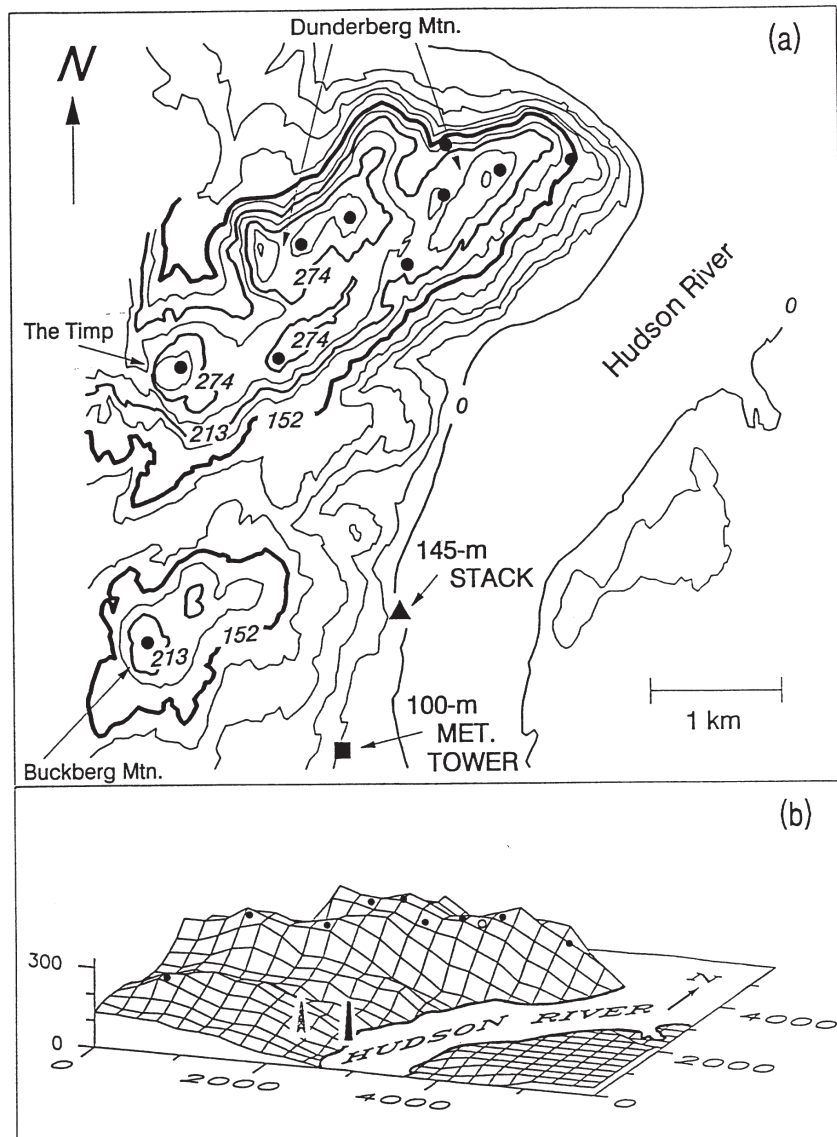 Dunderberg Mtn.
(a)
N
274
Hudson River
0
The Timp
274
274
0
213
152
145-m
STACK
152
213
100-m
MET.
TOWER
1 km
Buckberg Mtn.
(b)
300
0
HUDSON RIVER
N
0
2000
4000
0
2000
4000